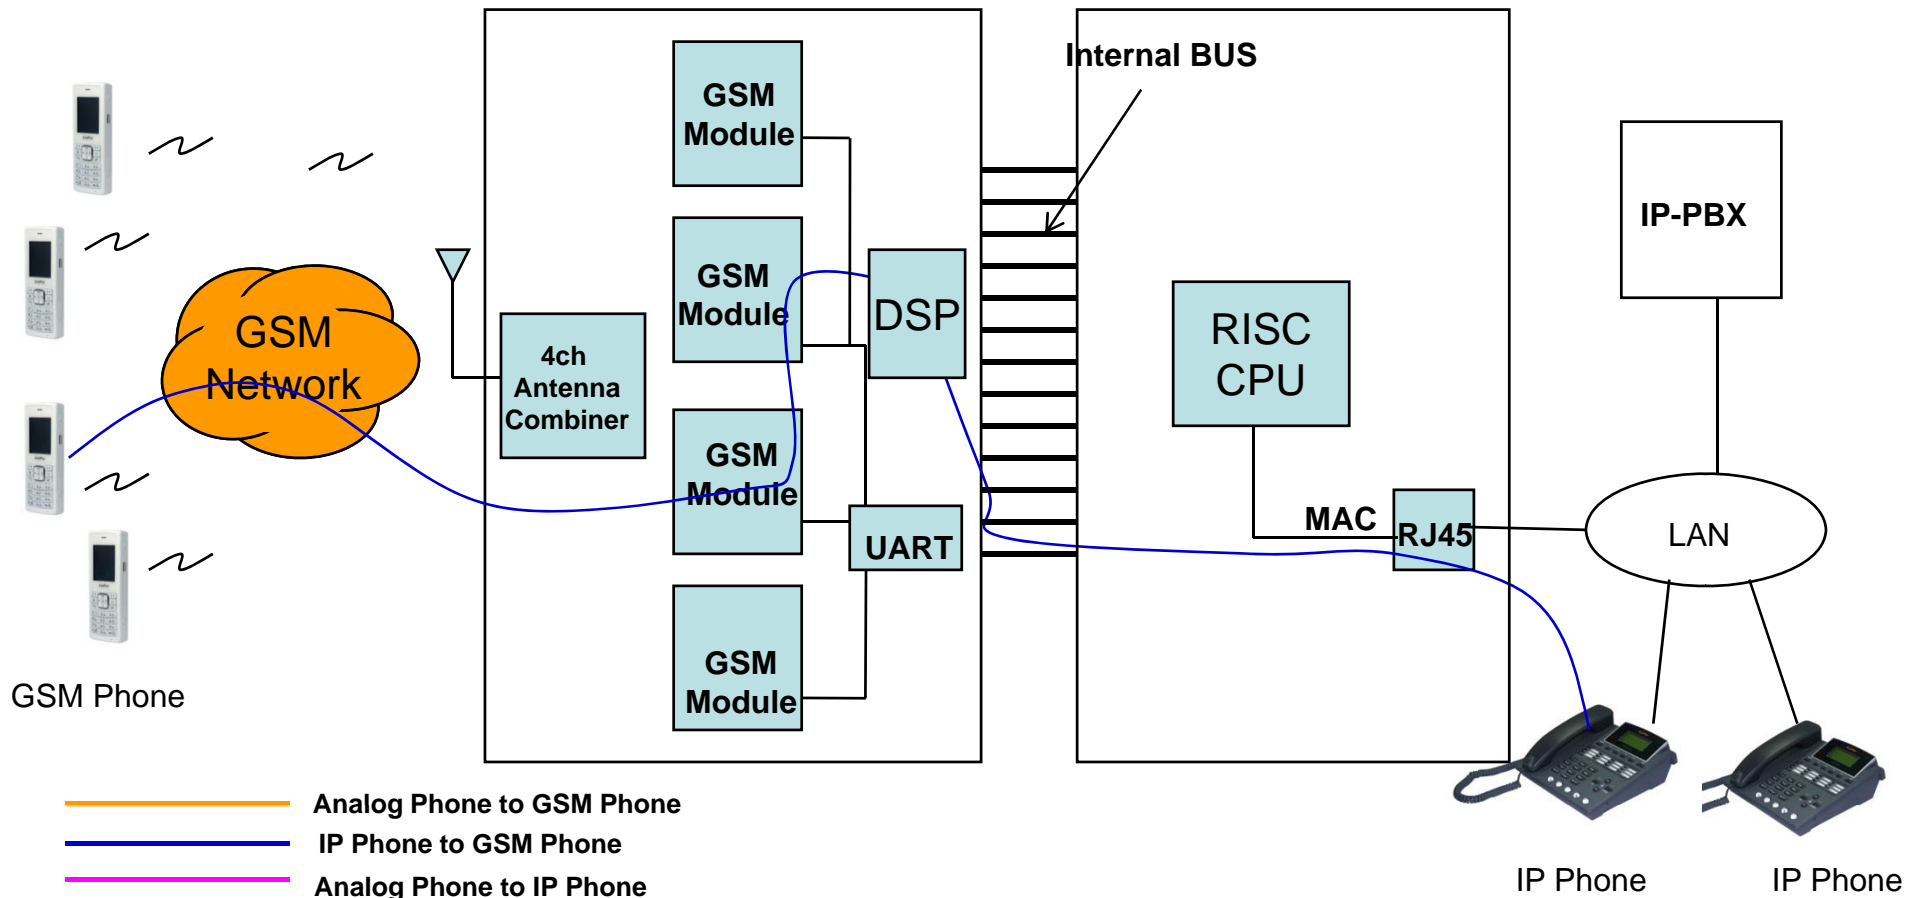 Internal BUS
GSM
Module
GSM
Module
GSM
Module
GSM
Module
GSM
Network
4ch
Antenna
Combiner
DSP
UART
RISC
CPU
MAC
RJ45
IP-PBX
LAN
GSM Phone
IP Phone
IP Phone
Analog Phone to GSM Phone
IP Phone to GSM Phone
Analog Phone to IP Phone